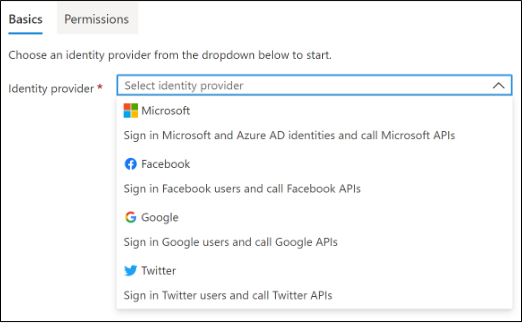 Basics Permissions
Choose an identity provider from the dropdown below to start.
Identity provider * Select identity provider
Microsoft
Sign in Microsoft and Azure AD identities and call Microsoft APIs
Facebook
Sign in Facebook users and call Facebook APIs
Google
Sign in Google users and call Google APIs
Twitter
Sign in Twitter users and call Twitter APIs